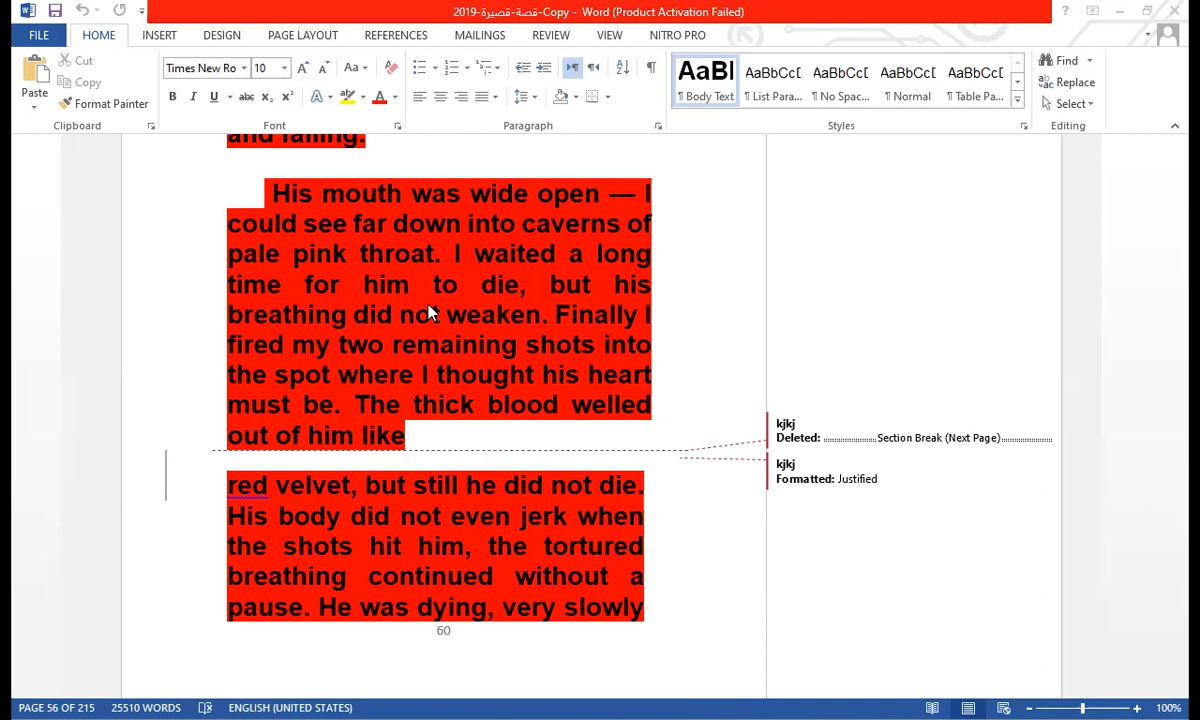 2019-قصة-قصيرة-Copy - Word (Product Activation Failed)
FILE HOME INSERT DESIGN PAGE LAYOUT REFERENCES MAILINGS REVIEW VIEW NITRO PRO
Paste
Cut
Copy
Format Painter
Clipboard
Times New Ro 10
Font
Paragraph
AaBl AaBbCcD AaBbCcD AaBbCcD AaBbCcD
¶ Body Text ¶ List Para... ¶ No Spac... ¶ Normal ¶ Table Pa...
Styles
Find
Replace
Select
Editing
and falling.
His mouth was wide open — I
could see far down into caverns of
pale pink throat. I waited a long
time for him to die, but his
breathing did not weaken. Finally I
fired my two remaining shots into
the spot where I thought his heart
must be. The thick blood welled
out of him like
red velvet, but still he did not die.
His body did not even jerk when
the shots hit him, the tortured
breathing continued without a
pause. He was dying, very slowly
60
kjkj
Deleted: Section Break (Next Page)
kjkj
Formatted: Justified
PAGE 56 OF 215 25510 WORDS ENGLISH (UNITED STATES) 100%